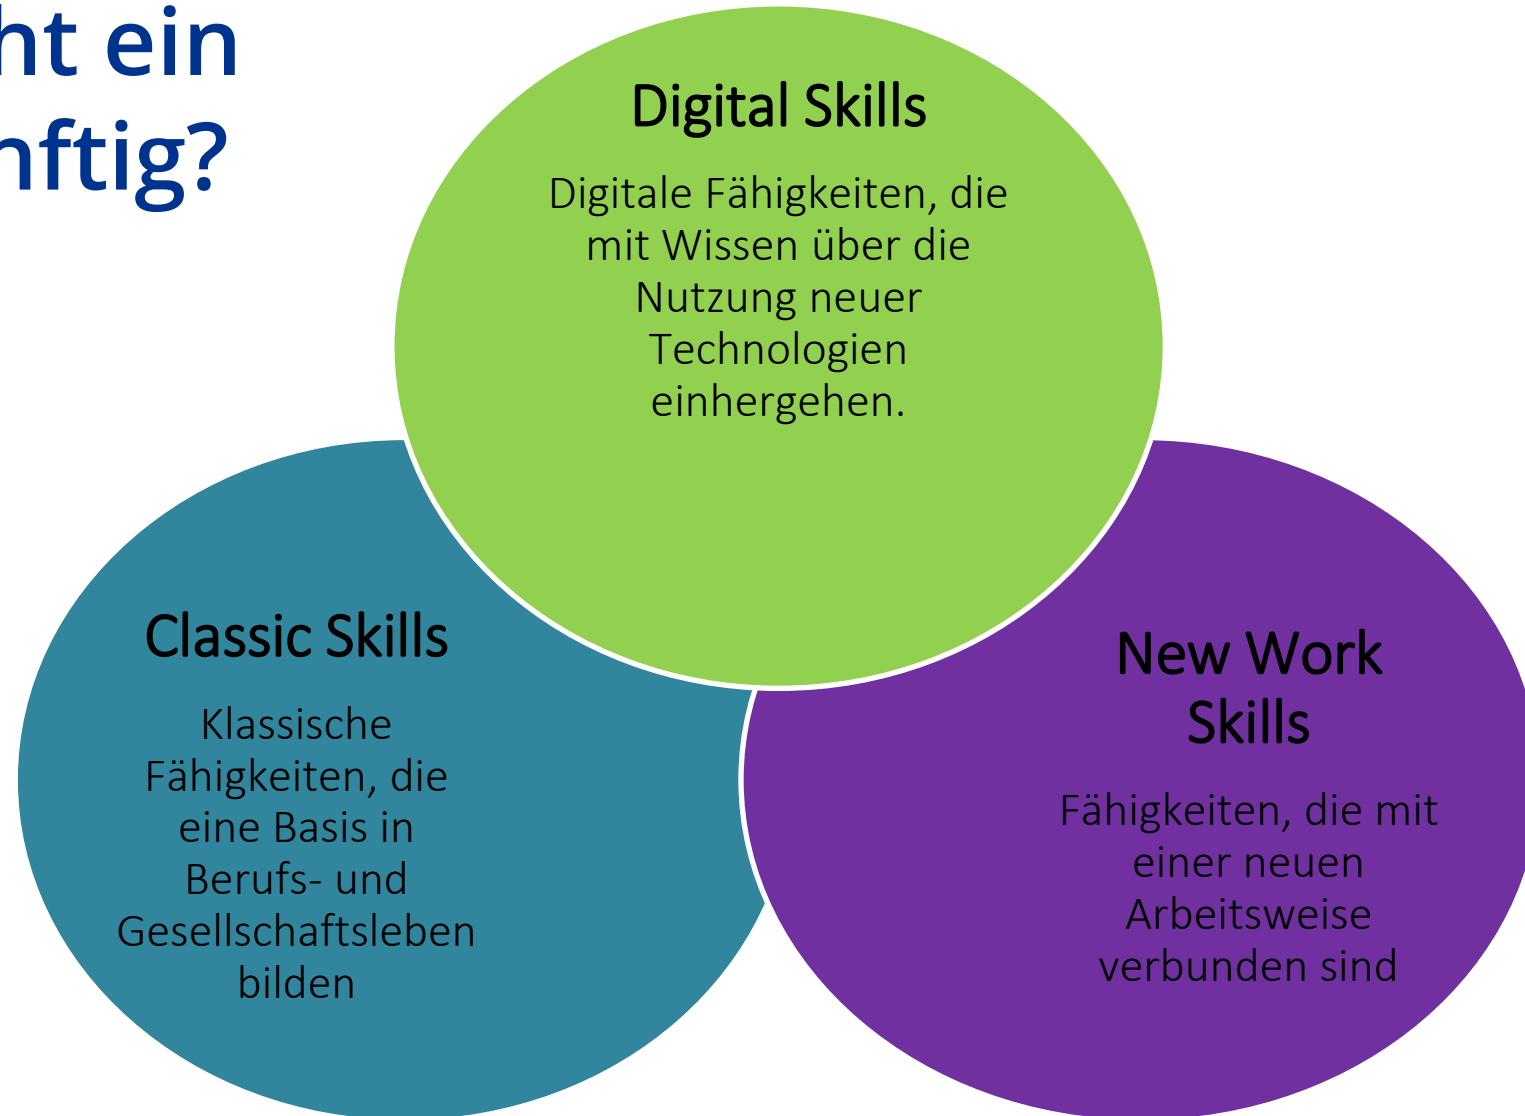 ht ein
nftig?
Digital Skills
Digitale Fähigkeiten, die
mit Wissen über die
Nutzung neuer
Technologien
einhergehen.
Classic Skills
Klassische
Fähigkeiten, die
eine Basis in
Berufs- und
Gesellschaftsleben
bilden
New Work
Skills
Fähigkeiten, die mit
einer neuen
Arbeitsweise
verbunden sind